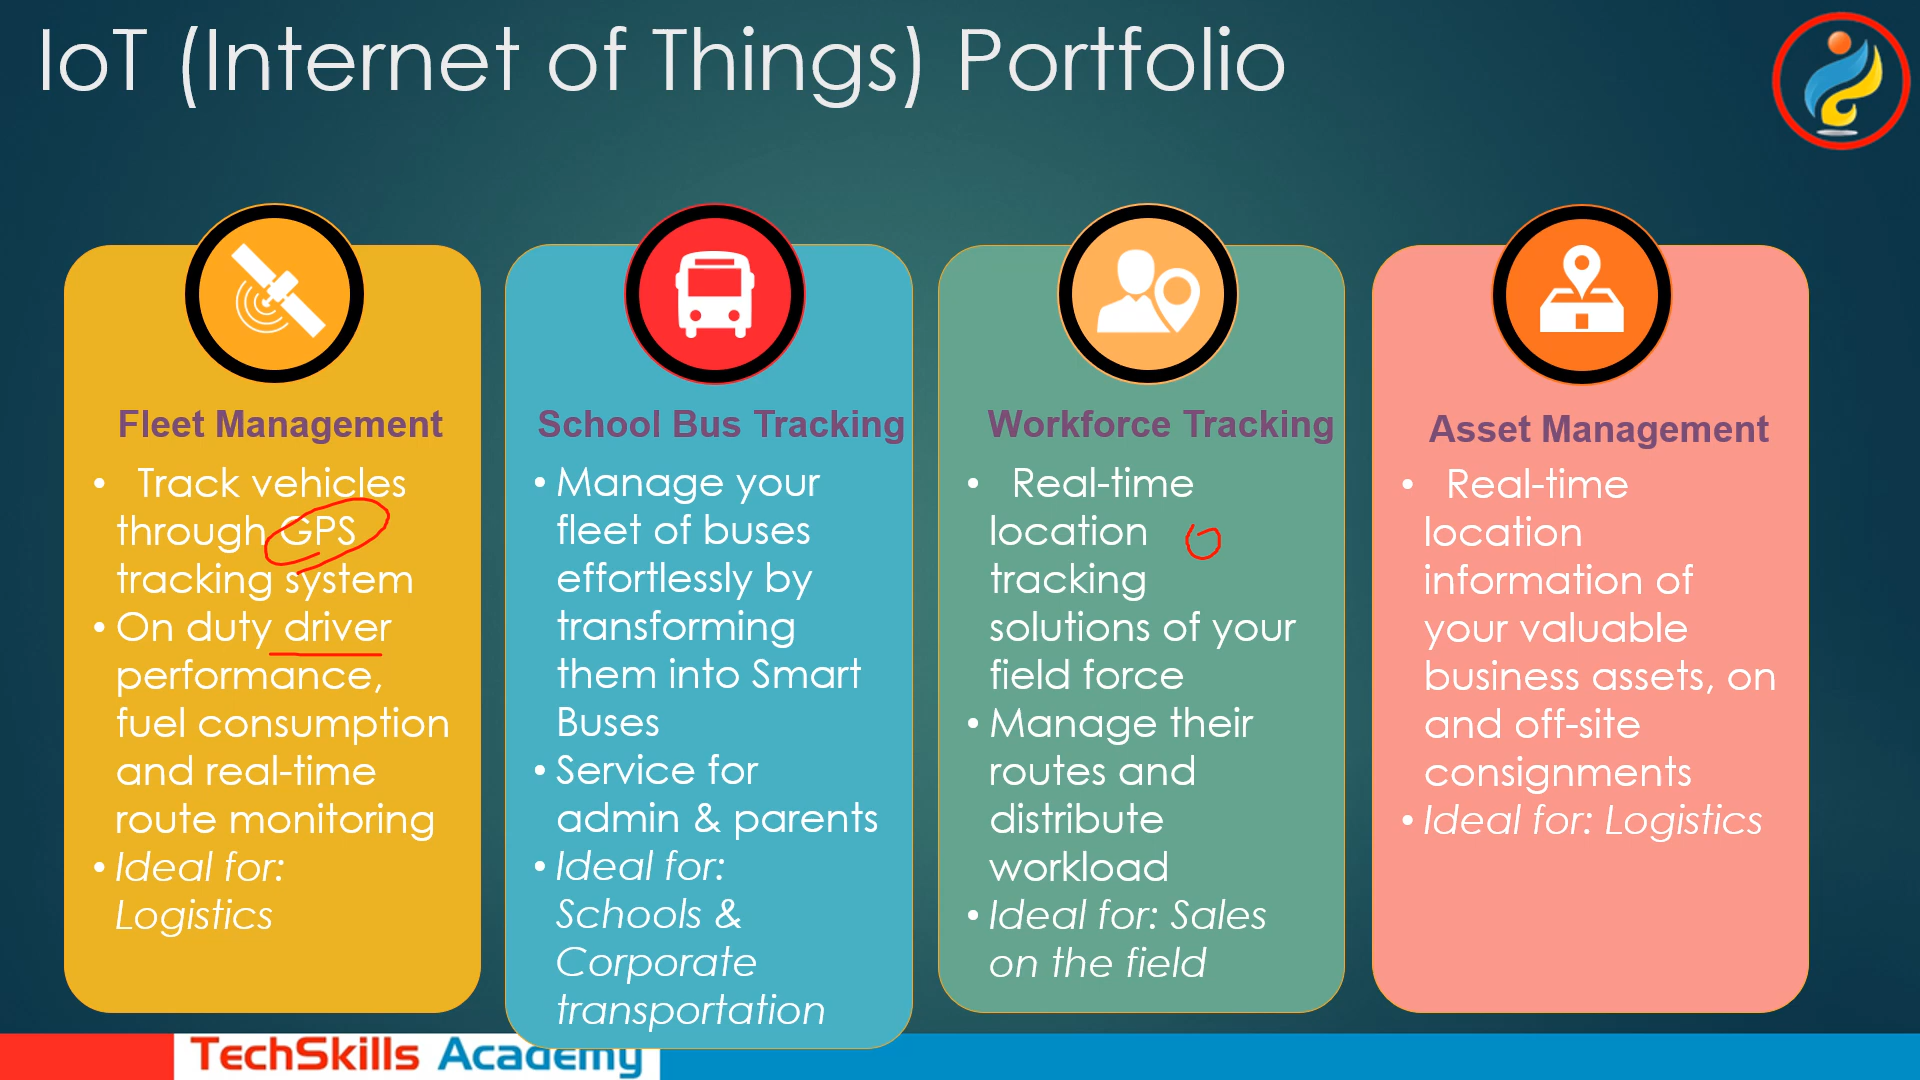 IoT (Internet of Things) Portfolio
Fleet Management
• Track vehicles
through GPS
tracking system
• On duty driver
performance,
fuel consumption
and real-time
route monitoring
• Ideal for:
Logistics
School Bus Tracking
• Manage your
fleet of buses
effortlessly by
transforming
them into Smart
Buses
• Service for
admin & parents
• Ideal for:
Schools &
Corporate
transportation
Workforce Tracking
• Real-time
location
tracking
solutions of your
field force
• Manage their
routes and
distribute
workload
• Ideal for: Sales
on the field
Asset Management
• Real-time
location
information of
your valuable
business assets, on
and off-site
consignments
• Ideal for: Logistics
TechSkills Academy